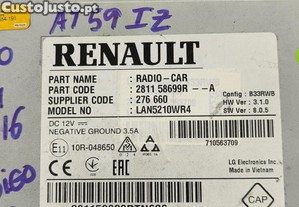 CustoJusto
AT59 IZ
RENAULT
PART NAME : RADIO-CAR
PART CODE : 2811 58699R --A
SUPPLIER CODE : 276 660
MODEL : LAN5210WR4
Config : B33RWB
HW Ver : 3.1.0
SW Ver : 8.0.5
DC 12V
NEGATIVE GROUND 3.5A
710563709
E11 10R-048650
LG Electronics Inc.
Made in Vietnam
CAP
16